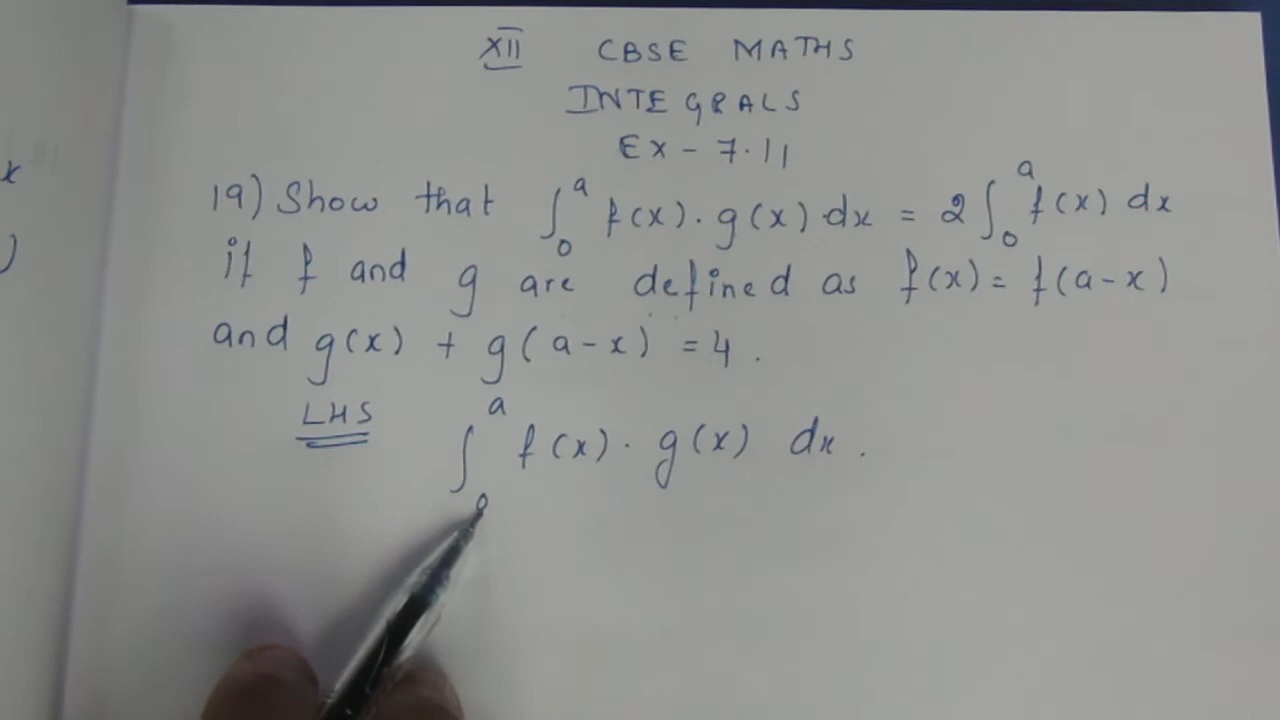 XII CBSE MATHS
INTEGRALS
EX - 7.11
19) Show that ∫₀ᵃ f(x) · g(x) · dx = 2 ∫₀ᵃ f(x) dx
if f and g are defined as f(x) = f(a-x)
and g(x) + g(a-x) = 4 .
LHS ∫₀ᵃ f(x) · g(x) dx .
x
)